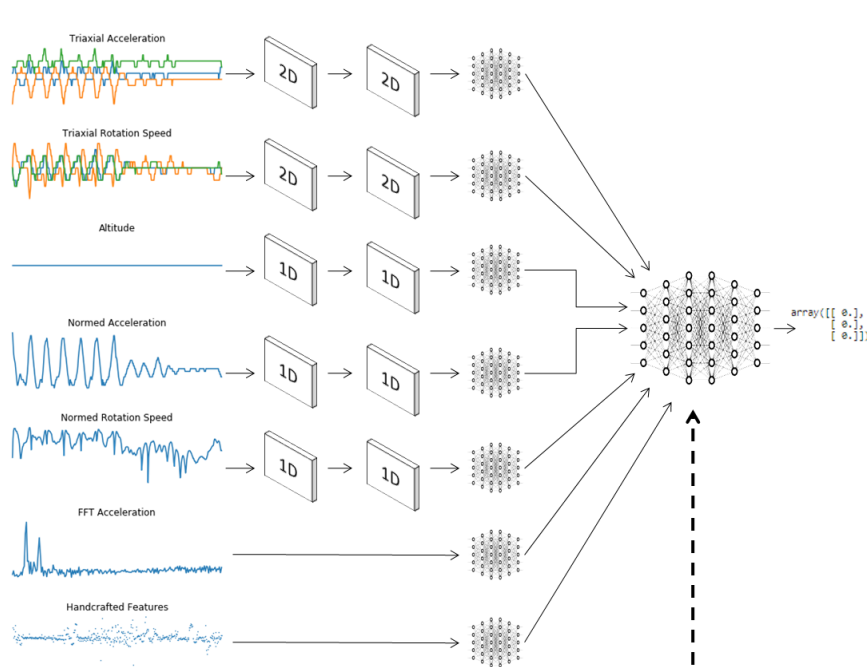 Triaxial Acceleration
2D
2D
Triaxial Rotation Speed
2D
2D
Altitude
1D
1D
array([[ 0.],
[ 0.],
[ 0.]])
Normed Acceleration
1D
1D
Normed Rotation Speed
1D
1D
FFT Acceleration
Handcrafted Features